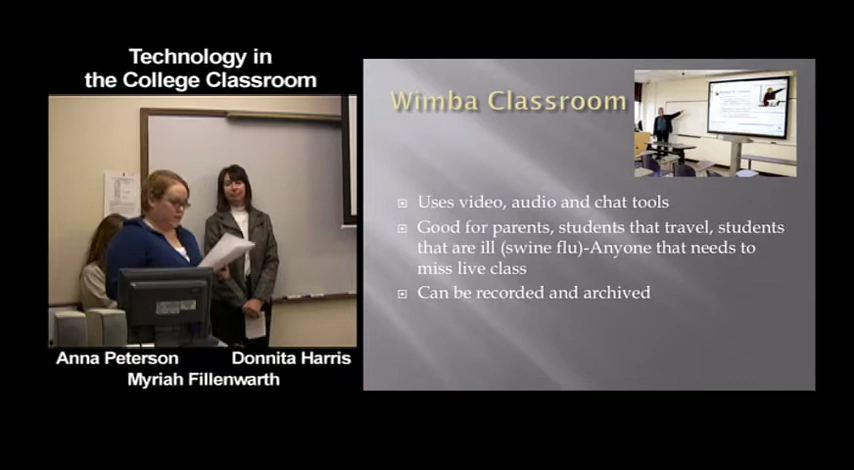 Technology in
the College Classroom
Anna Peterson
Donnita Harris
Myriah Fillenwarth
Wimba Classroom
Uses video, audio and chat tools
Good for parents, students that travel, students
that are ill (swine flu)-Anyone that needs to
miss live class
Can be recorded and archived